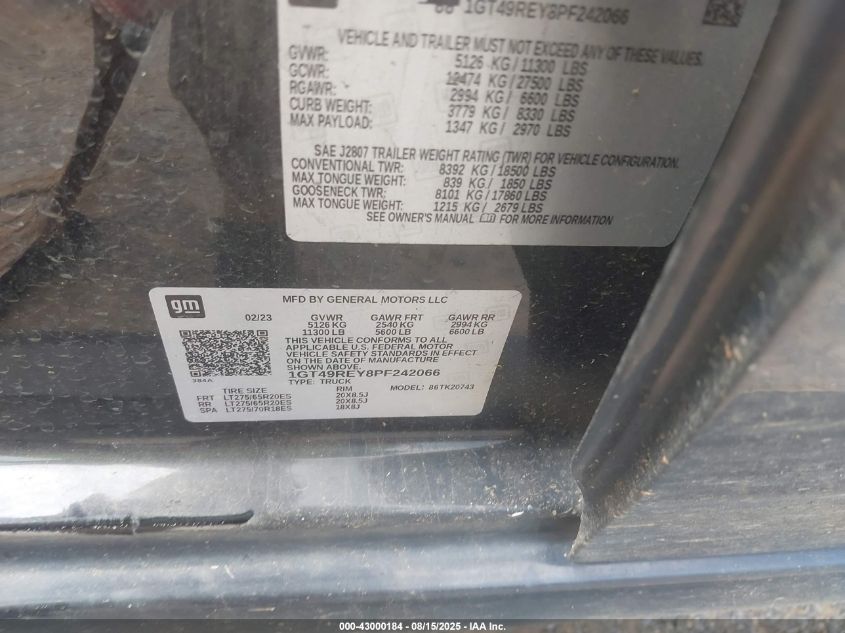 1GT49REY8PF242066
VEHICLE AND TRAILER MUST NOT EXCEED ANY OF THESE VALUES.
GVWR: 5126 KG / 11300 LBS
GCWR: 12474 KG / 27500 LBS
RGAWR: 2994 KG / 6600 LBS
CURB WEIGHT: 3779 KG / 8330 LBS
MAX PAYLOAD: 1347 KG / 2970 LBS
SAE J2807 TRAILER WEIGHT RATING (TWR) FOR VEHICLE CONFIGURATION.
CONVENTIONAL TWR: 8392 KG / 18500 LBS
MAX TONGUE WEIGHT: 839 KG / 1850 LBS
GOOSENECK TWR: 8101 KG / 17860 LBS
MAX TONGUE WEIGHT: 1215 KG / 2679 LBS
SEE OWNER'S MANUAL FOR MORE INFORMATION
gm
MFD BY GENERAL MOTORS LLC
02/23 GVWR GAWR FRT GAWR RR
5126 KG 2540 KG 2994 KG
11300 LB 5600 LB 6600 LB
THIS VEHICLE CONFORMS TO ALL
APPLICABLE U.S. FEDERAL MOTOR
VEHICLE SAFETY STANDARDS IN EFFECT
ON THE DATE OF MANUFACTURE
SHOWN ABOVE.
1GT49REY8PF242066
384A TYPE: TRUCK MODEL: 86TK20743
TIRE SIZE RIM
FRT LT275/65R20ES 20X8.5J
RR LT275/65R20ES 20X8.5J
SPA LT275/70R18ES 18X8J
000-43000184 - 08/15/2025 - IAA Inc.